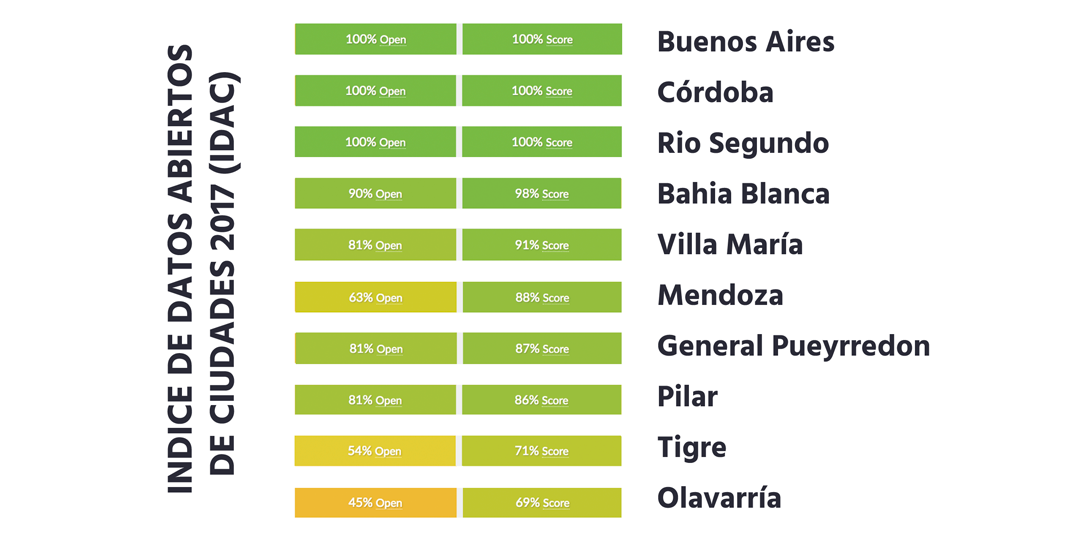 INDICE DE DATOS ABIERTOS
DE CIUDADES 2017 (IDAC)
100% Open 100% Score Buenos Aires
100% Open 100% Score Córdoba
100% Open 100% Score Rio Segundo
90% Open 98% Score Bahia Blanca
81% Open 91% Score Villa María
63% Open 88% Score Mendoza
81% Open 87% Score General Pueyrredon
81% Open 86% Score Pilar
54% Open 71% Score Tigre
45% Open 69% Score Olavarría